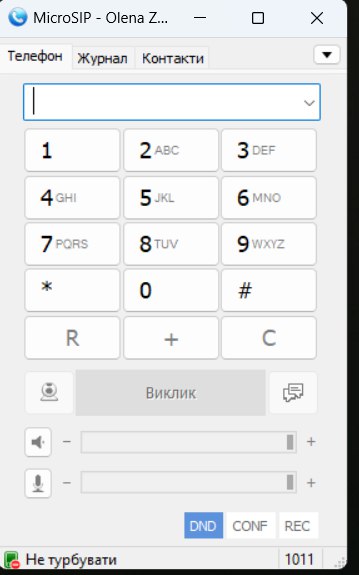 MicroSIP - Olena Z...
Телефон Журнал Контакти
1 2 ABC 3 DEF
4 GHI 5 JKL 6 MNO
7 PQRS 8 TUV 9 WXYZ
* 0 #
R + C
Виклик
− +
− +
DND CONF REC
Не турбувати 1011